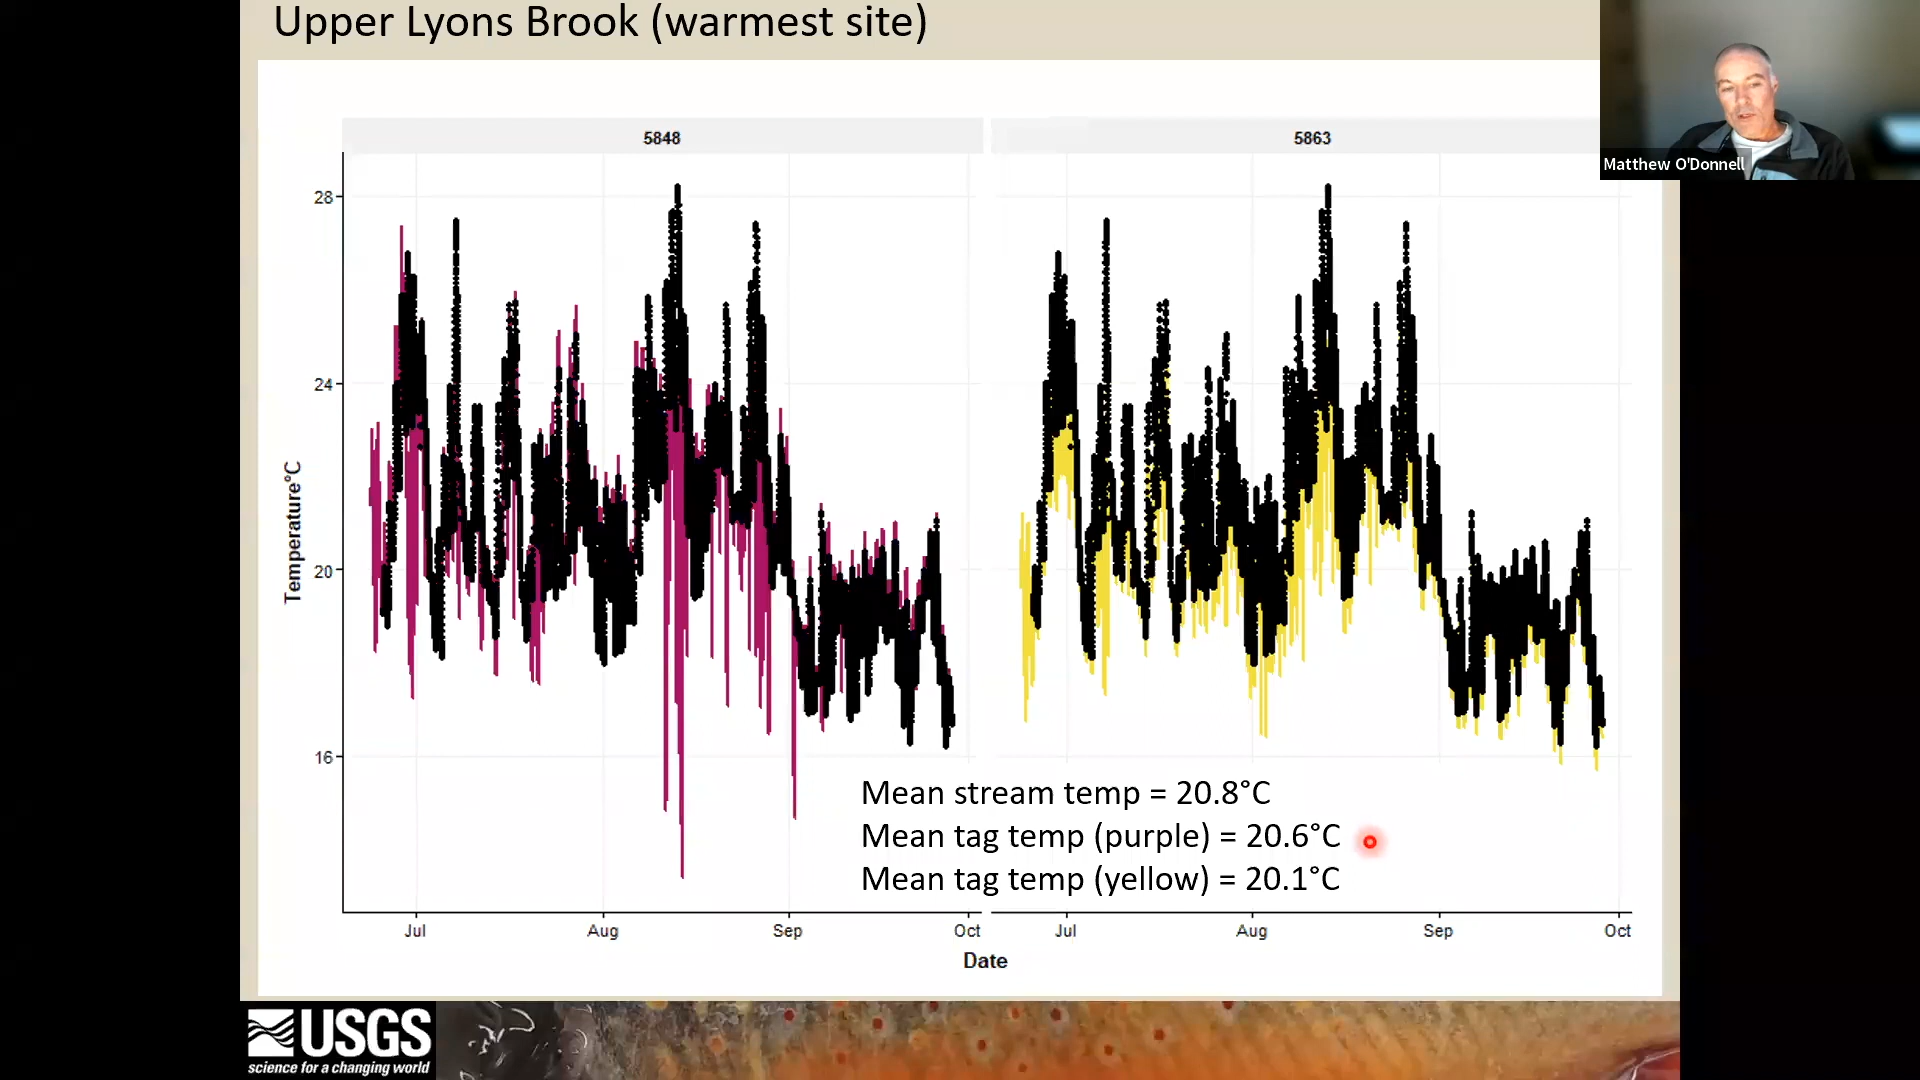 Upper Lyons Brook (warmest site)
Matthew O'Donnell
5848
5863
Temperature°C
28
24
20
16
Mean stream temp = 20.8°C
Mean tag temp (purple) = 20.6°C
Mean tag temp (yellow) = 20.1°C
Jul Aug Sep Oct
Jul Aug Sep Oct
Date
USGS
science for a changing world